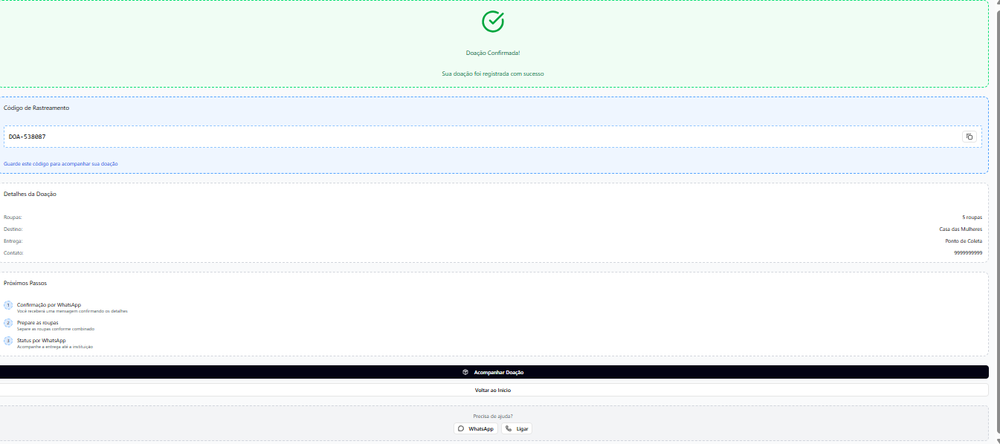 Doação Confirmada!
Sua doação foi registrada com sucesso
Código de Rastreamento
DOA-538087
Guarde este código para acompanhar sua doação
Detalhes da Doação
Roupas: 5 roupas
Destino: Casa das Mulheres
Entrega: Ponto de Coleta
Contato: 9999999999
Próximos Passos
1 Confirmação por WhatsApp
Você receberá uma mensagem confirmando os detalhes
2 Prepare as roupas
Separe as roupas conforme combinado
3 Status por WhatsApp
Acompanhe a entrega até a instituição
Acompanhar Doação
Voltar ao Início
Precisa de ajuda?
WhatsApp Ligar